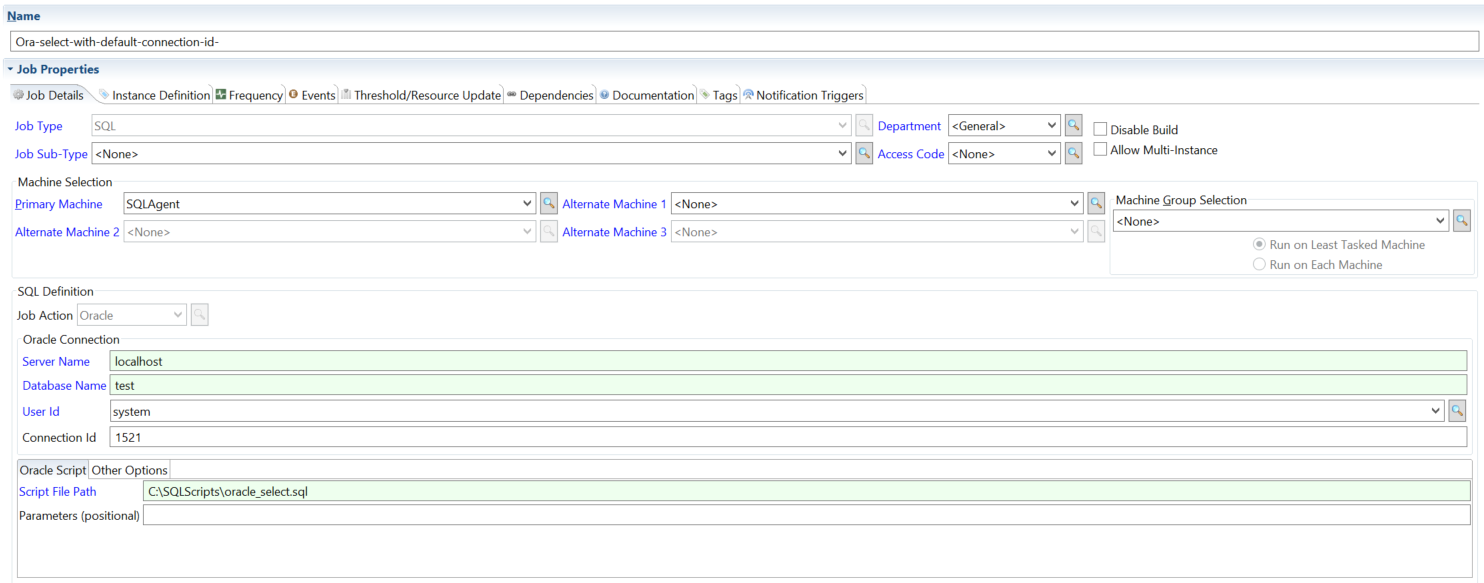 Name
Ora-select-with-default-connection-id-
Job Properties
Job Details Instance Definition Frequency Events Threshold/Resource Update Dependencies Documentation Tags Notification Triggers
Job Type SQL Department <General> Disable Build
Job Sub-Type <None> Access Code <None> Allow Multi-Instance
Machine Selection
Primary Machine SQLAgent Alternate Machine 1 <None> Machine Group Selection
<None>
Alternate Machine 2 <None> Alternate Machine 3 <None>
Run on Least Tasked Machine
Run on Each Machine
SQL Definition
Job Action Oracle
Oracle Connection
Server Name localhost
Database Name test
User Id system
Connection Id 1521
Oracle Script Other Options
Script File Path C:\SQLScripts\oracle_select.sql
Parameters (positional)